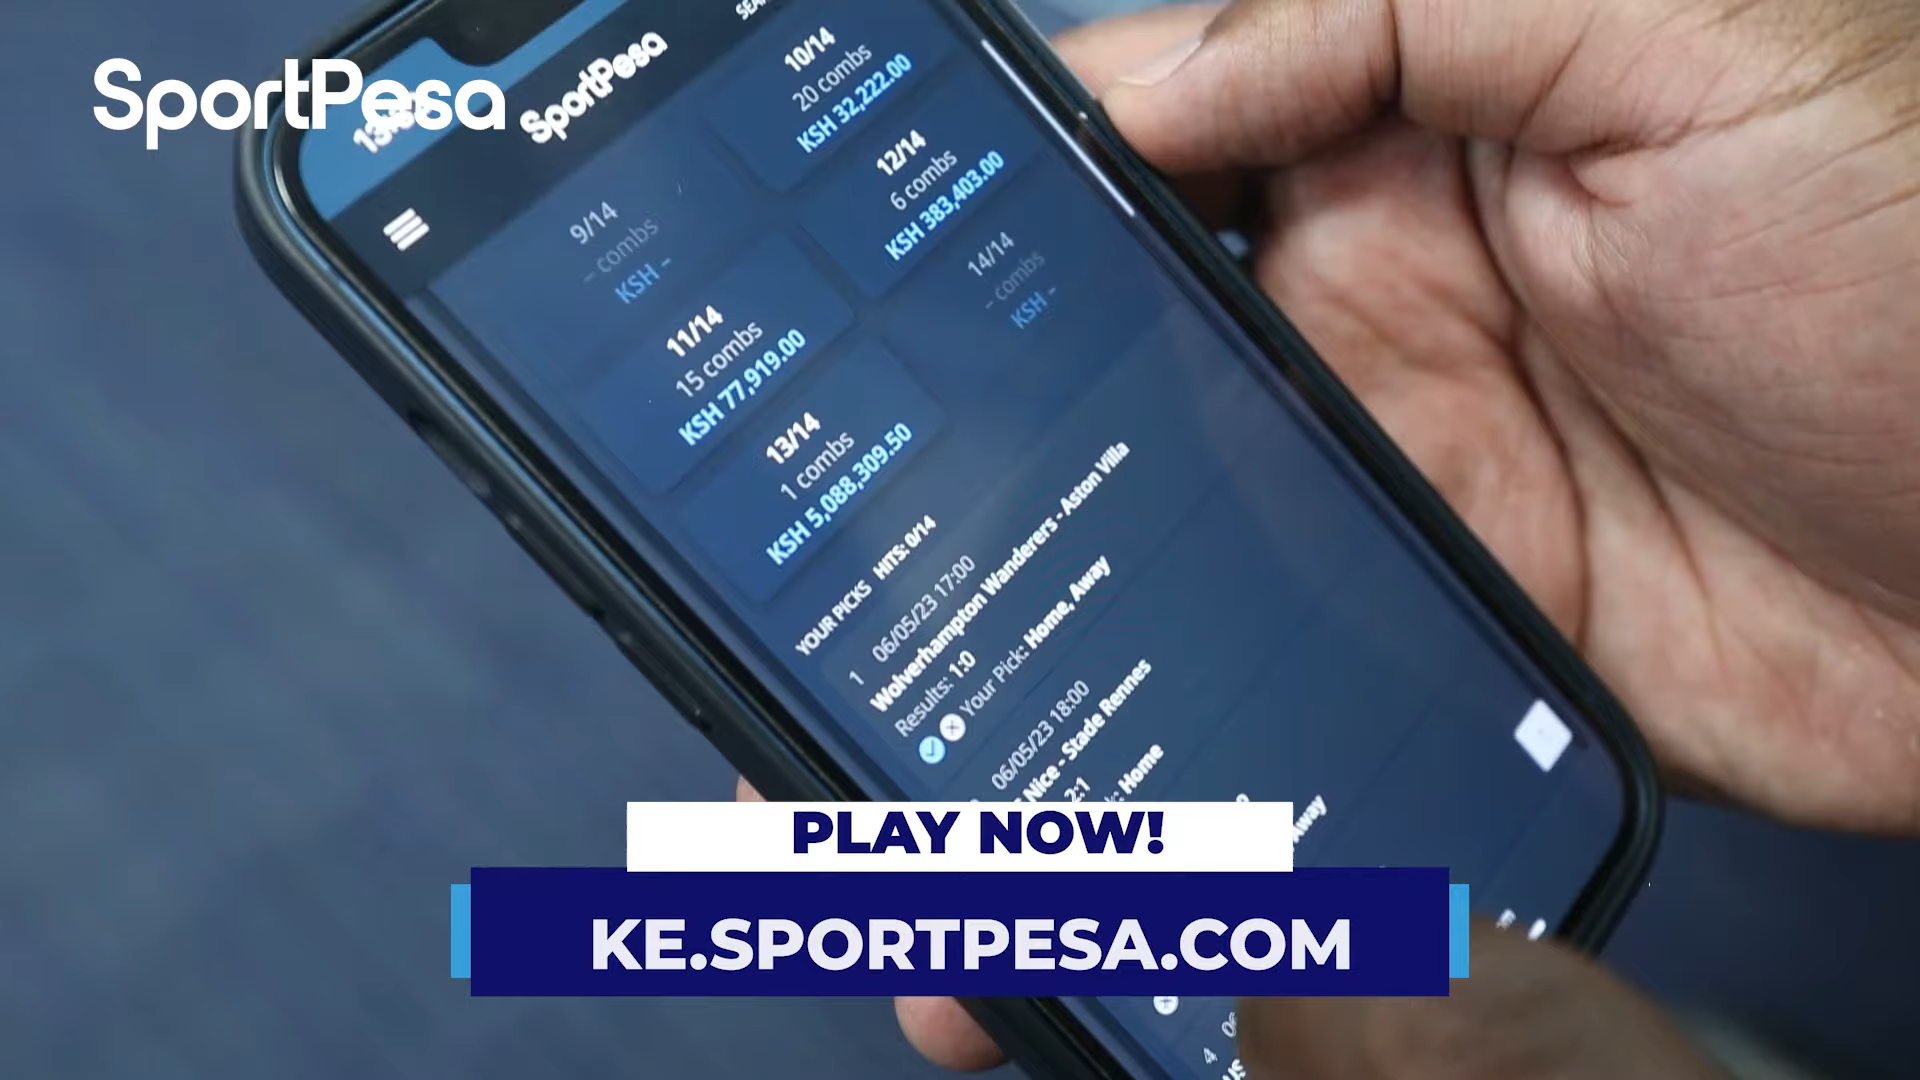 SportPesa
SportPesa
10/14
20 combs
KSH 32,222.00
9/14
- combs
KSH -
12/14
6 combs
KSH 383,403.00
11/14
15 combs
KSH 77,919.00
14/14
- combs
KSH -
13/14
1 combs
KSH 5,088,309.50
YOUR PICKS HITS: 0/14
1 06/05/23 17:00
Wolverhampton Wanderers - Aston Villa
Results: 1:0
Your Pick: Home, Away
06/05/23 18:00
Nice - Stade Rennes
2:1
Home
Away
4
PLAY NOW!
KE.SPORTPESA.COM